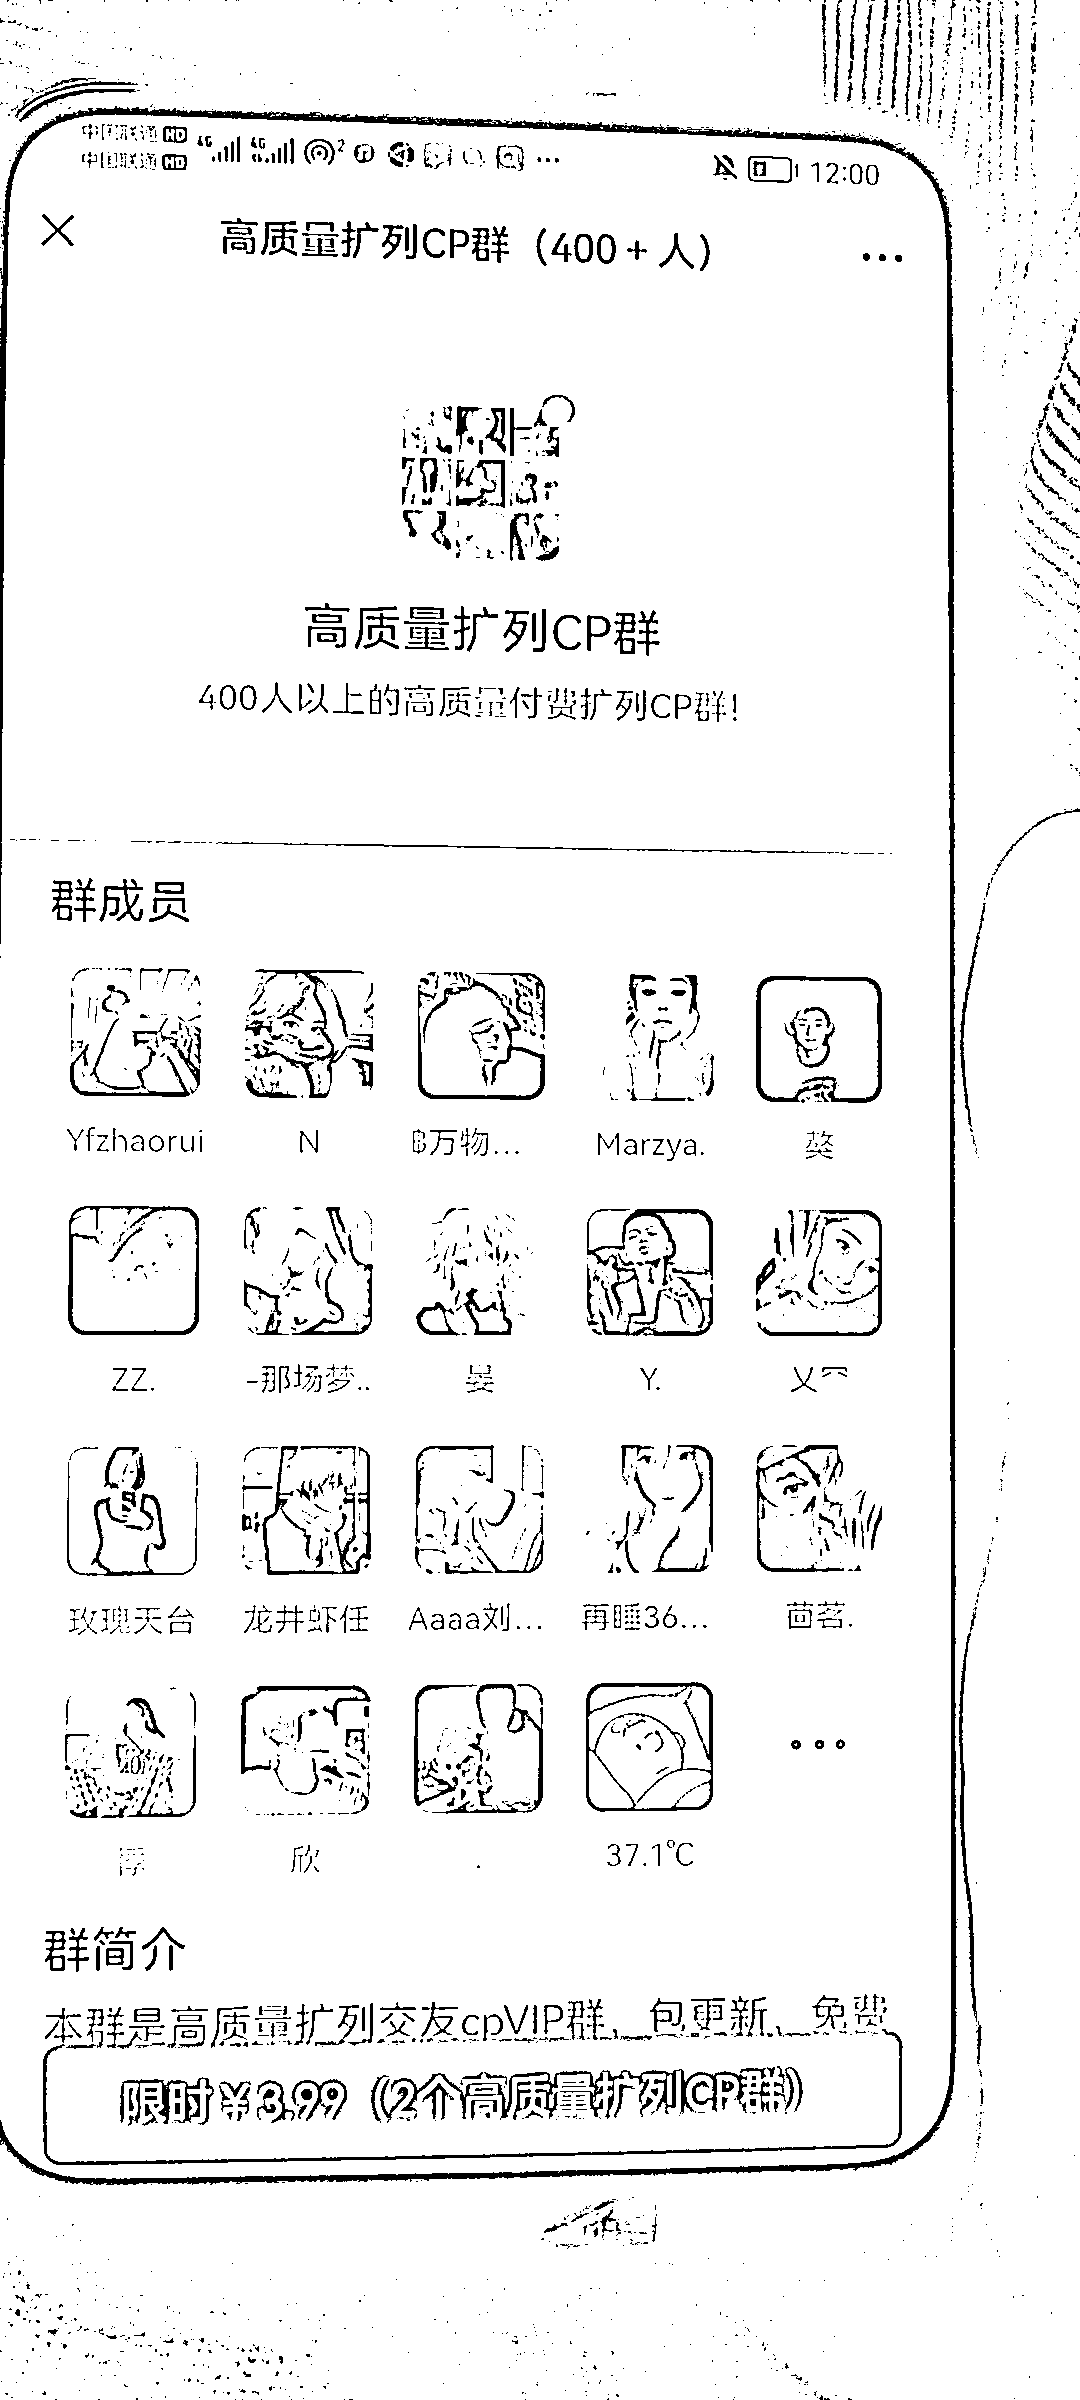 中国联通 HD
中国联通 HD
4G 4G 2 ... 12:00
高质量扩列CP群（400+人）
高质量扩列CP群
400人以上的高质量付费扩列CP群!
群成员
Yfzhaorui N ฿万物... Marzya. 婺
ZZ. -那场梦.. 晏 Y. 乂
玫瑰天台 龙井虾任 Aaaa刘... 再睡36... 茴茗.
欣 . 37.1℃
群简介
本群是高质量扩列交友cpVIP群，包更新、免费
限时¥3.99（2个高质量扩列CP群）